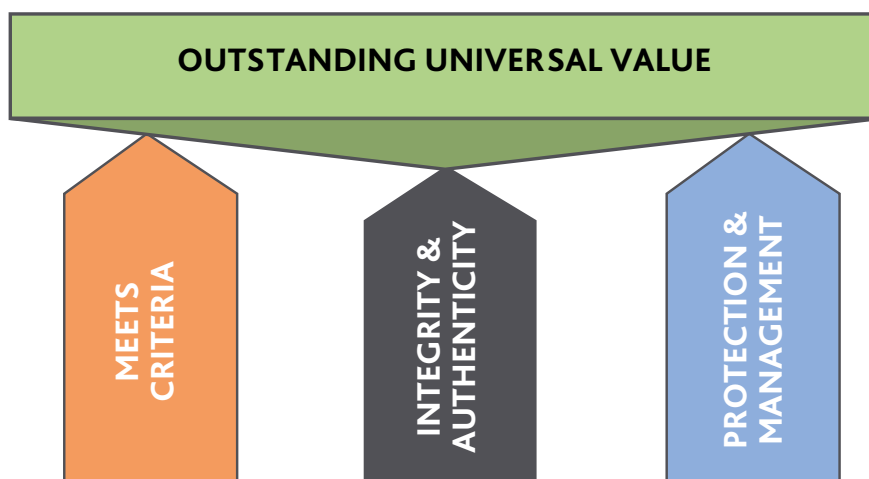 OUTSTANDING UNIVERSAL VALUE
MEETS
CRITERIA
INTEGRITY &
AUTHENTICITY
PROTECTION &
MANAGEMENT